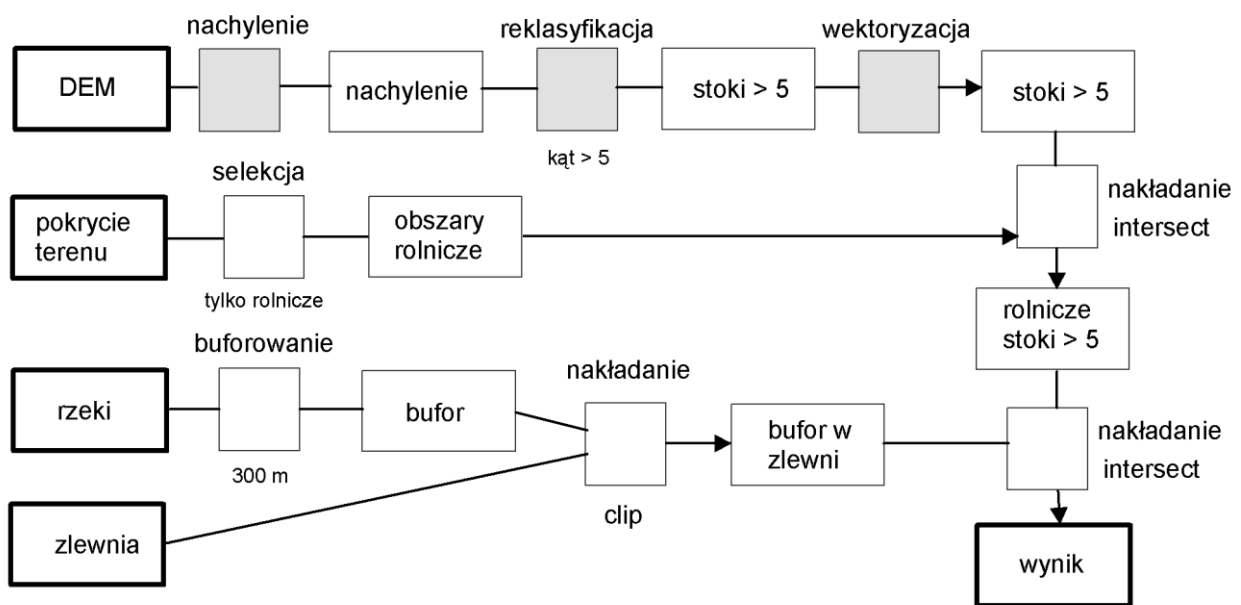 nachylenie
reklasyfikacja
wektoryzacja
DEM
nachylenie
stoki > 5
stoki > 5
kąt > 5
selekcja
nakładanie
intersect
pokrycie
terenu
obszary
rolnicze
tylko rolnicze
rolnicze
stoki > 5
buforowanie
nakładanie
rzeki
bufor
bufor w
zlewni
nakładanie
intersect
300 m
clip
zlewnia
wynik